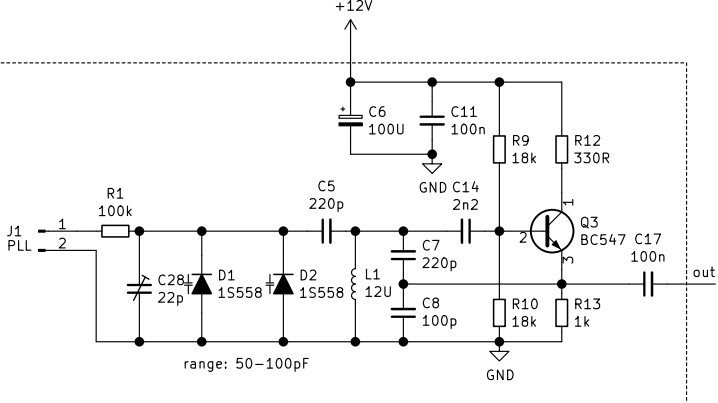 +12V
C6
100U
C11
100n
R9
18k
R12
330R
GND
C14
2n2
C5
220p
R1
100k
J1
PLL
1
2
1
2
3
Q3
BC547
C17
100n
out
C7
220p
L1
12U
C28
22p
D1
1S558
D2
1S558
C8
100p
R10
18k
R13
1k
range: 50-100pF
GND